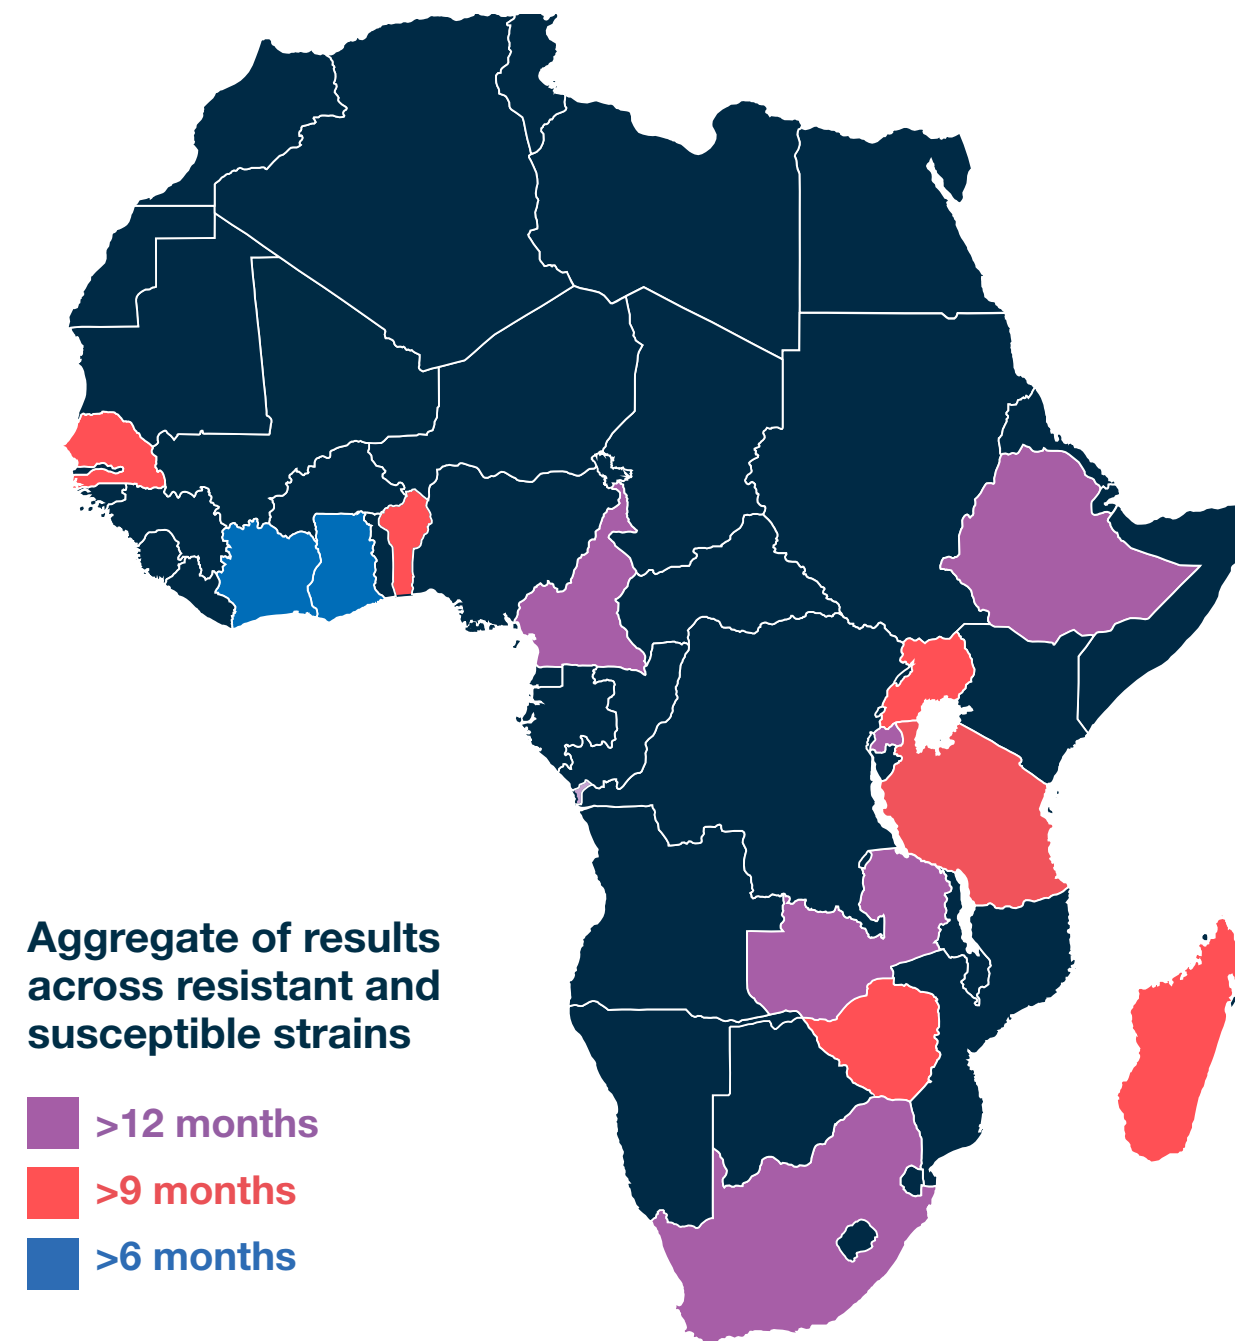 Aggregate of results
across resistant and
susceptible strains
>12 months
>9 months
>6 months